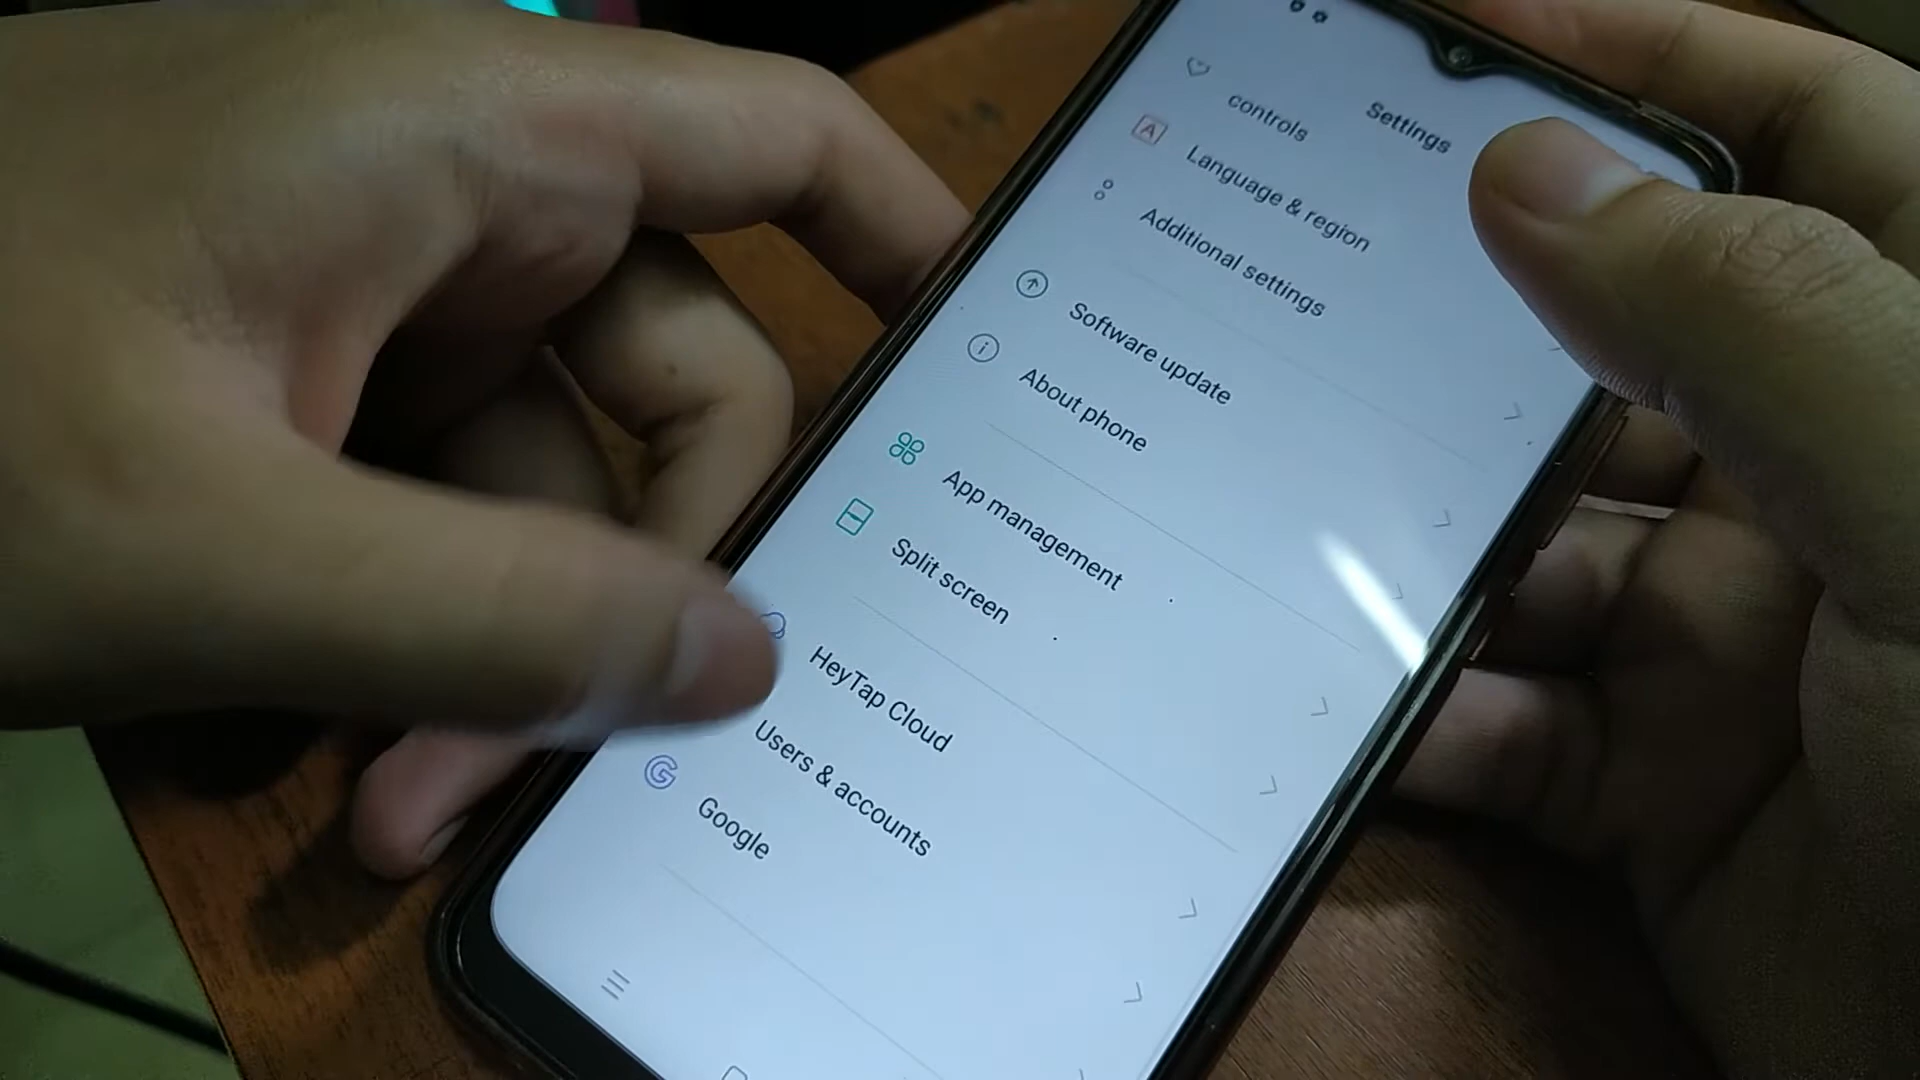 Settings
controls
Language & region
Additional settings
Software update
About phone
App management
Split screen
HeyTap Cloud
Users & accounts
Google